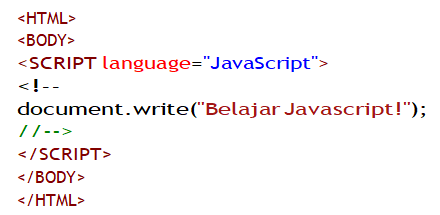 <HTML>
<BODY>
<SCRIPT language="JavaScript">
<!--
document.write("Belajar Javascript!");
//-->
</SCRIPT>
</BODY>
</HTML>